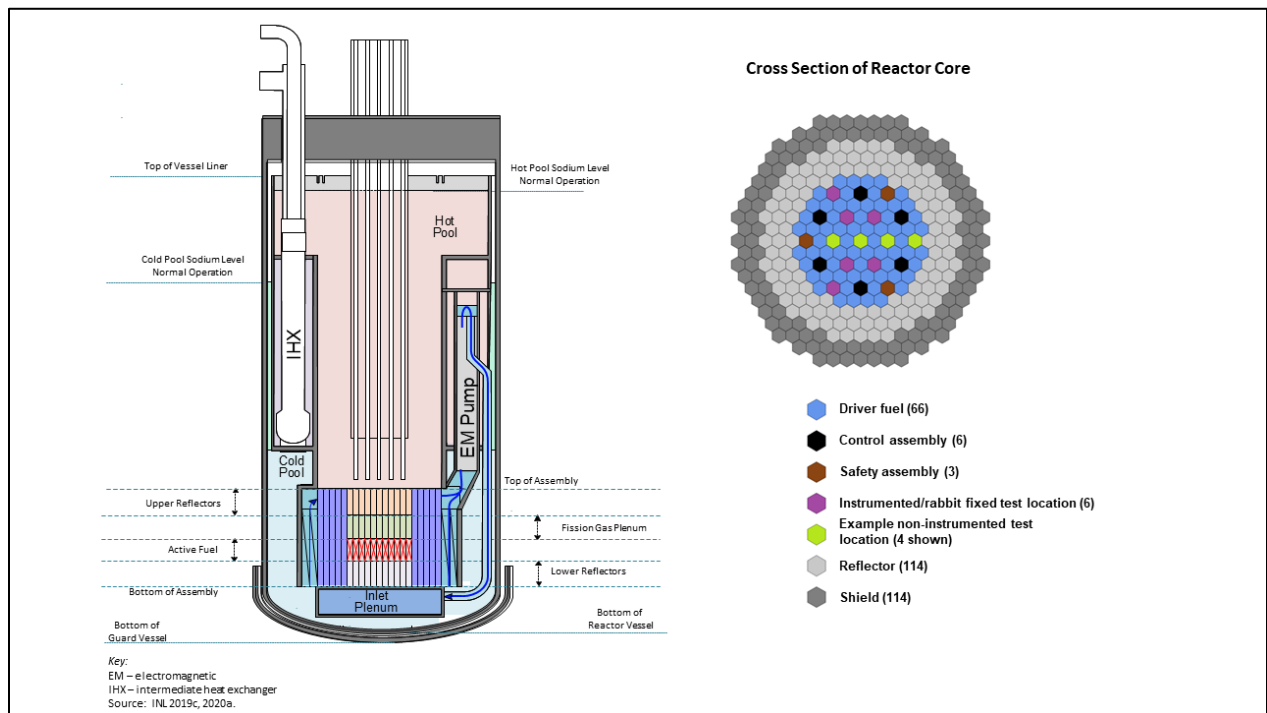 Cross Section of Reactor Core
Top of Vessel Liner
Hot Pool Sodium Level
Normal Operation
Hot
Pool
Cold Pool Sodium Level
Normal Operation
IHX
EM Pump
Cold
Pool
Top of Assembly
Upper Reflectors
Fission Gas Plenum
Active Fuel
Lower Reflectors
Bottom of Assembly
Inlet
Plenum
Bottom of
Guard Vessel
Bottom of
Reactor Vessel
Driver fuel (66)
Control assembly (6)
Safety assembly (3)
Instrumented/rabbit fixed test location (6)
Example non-instrumented test
location (4 shown)
Reflector (114)
Shield (114)
Key:
EM – electromagnetic
IHX – intermediate heat exchanger
Source: INL 2019c, 2020a.